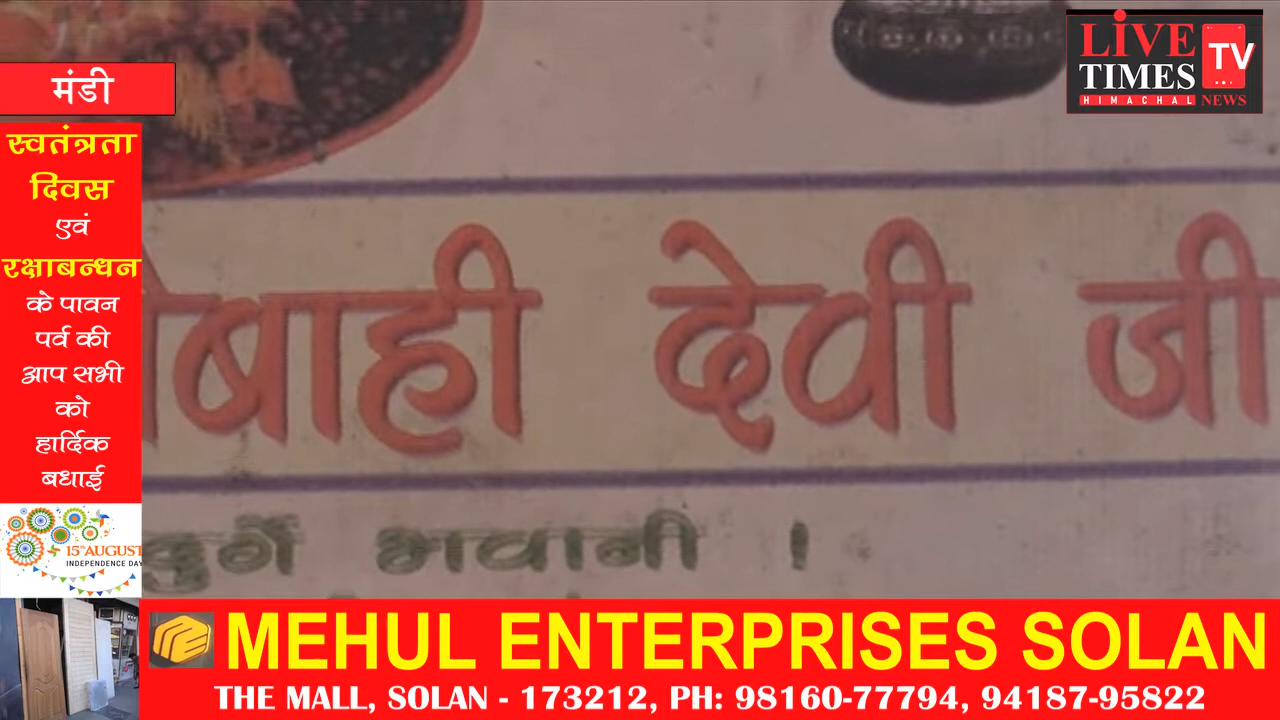 LIVE
TIMES
TV
HIMACHAL NEWS
मंडी
स्वतंत्रता
दिवस
एवं
रक्षाबन्धन
के पावन
पर्व की
आप सभी
को
हार्दिक
बधाई
देवी जी
भवानी ।
15TH AUGUST
INDEPENDENCE DAY
MEHUL ENTERPRISES SOLAN
THE MALL, SOLAN - 173212, PH: 98160-77794, 94187-95822